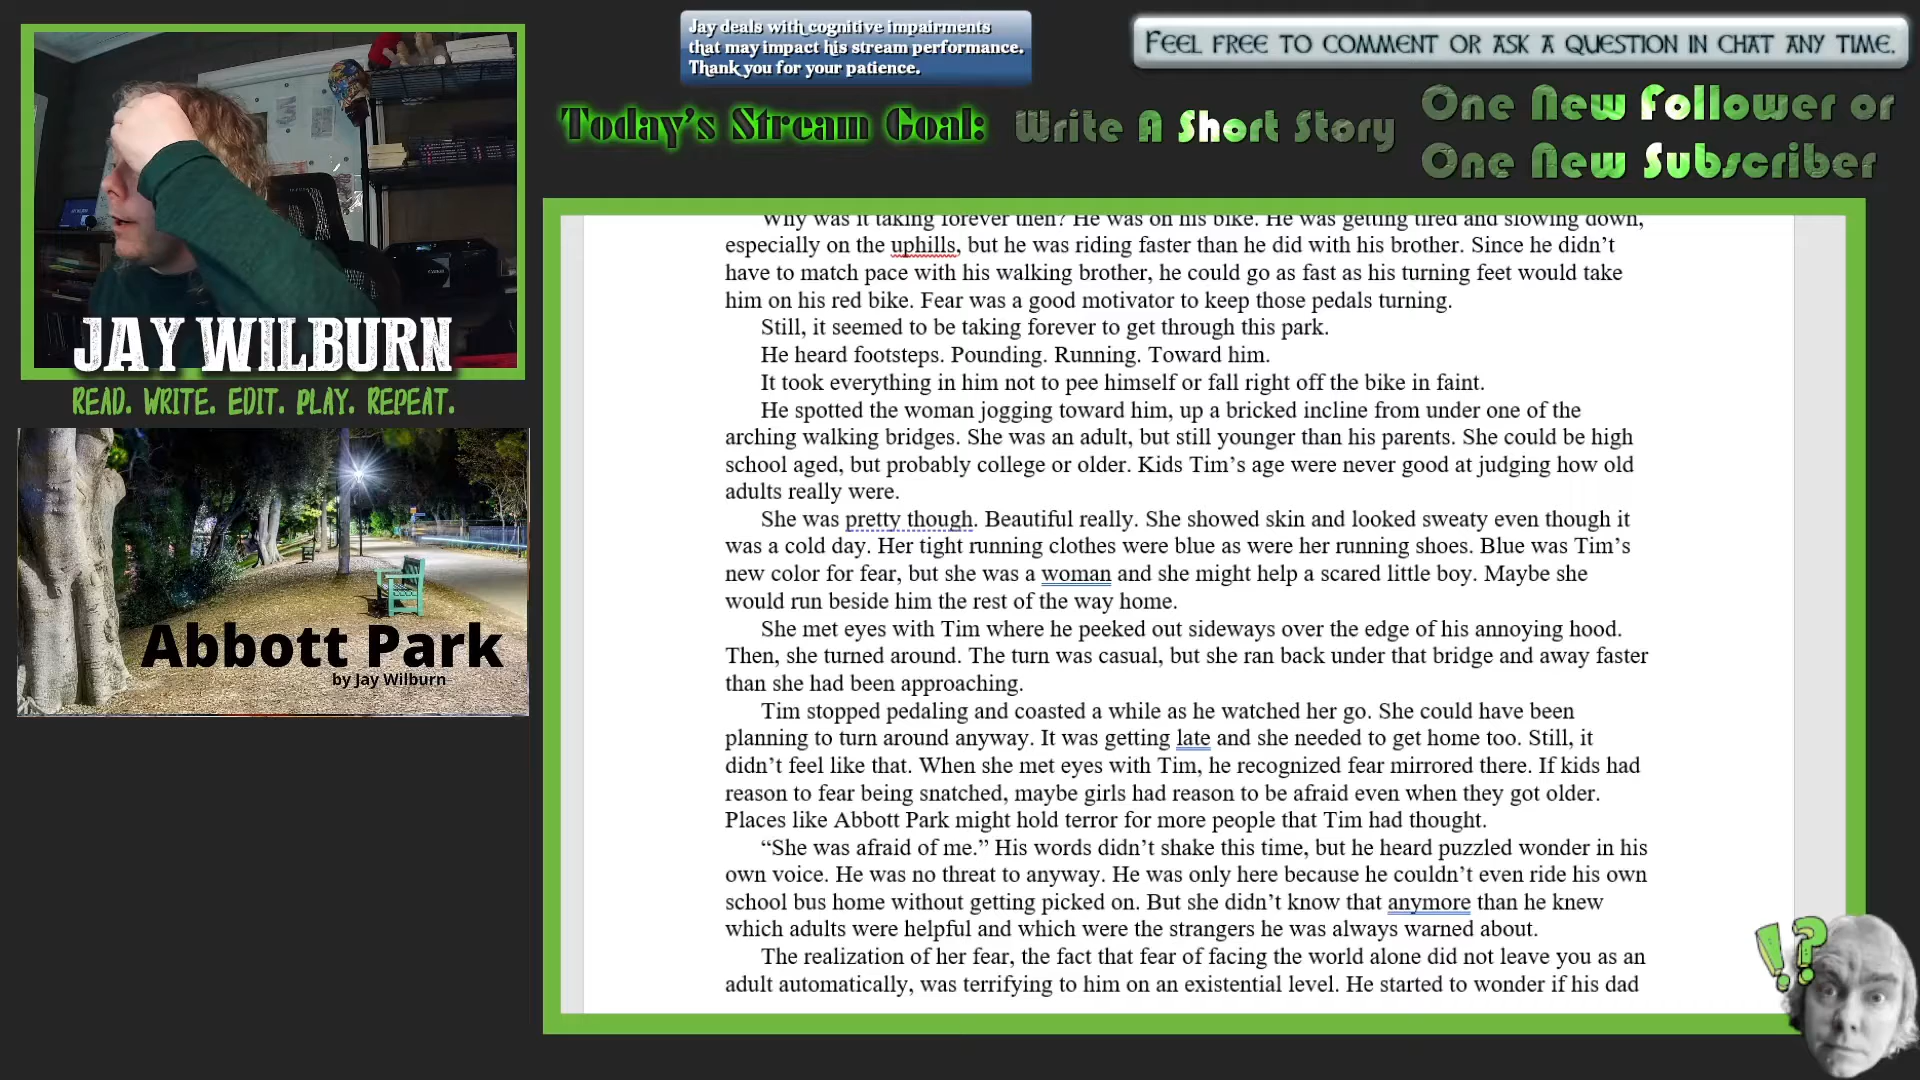 Jay deals with cognitive impairments
that may impact his stream performance.
Thank you for your patience.
Feel free to comment or ask a question in chat any time.
Today's Stream Goal:
Write A Short Story
One New Follower or
One New Subscriber
JAY WILBURN
READ. WRITE. EDIT. PLAY. REPEAT.
Abbott Park
by Jay Wilburn
Why was it taking forever then? He was on his bike. He was getting tired and slowing down,
especially on the uphills, but he was riding faster than he did with his brother. Since he didn’t
have to match pace with his walking brother, he could go as fast as his turning feet would take
him on his red bike. Fear was a good motivator to keep those pedals turning.
Still, it seemed to be taking forever to get through this park.
He heard footsteps. Pounding. Running. Toward him.
It took everything in him not to pee himself or fall right off the bike in faint.
He spotted the woman jogging toward him, up a bricked incline from under one of the
arching walking bridges. She was an adult, but still younger than his parents. She could be high
school aged, but probably college or older. Kids Tim’s age were never good at judging how old
adults really were.
She was pretty though. Beautiful really. She showed skin and looked sweaty even though it
was a cold day. Her tight running clothes were blue as were her running shoes. Blue was Tim’s
new color for fear, but she was a woman and she might help a scared little boy. Maybe she
would run beside him the rest of the way home.
She met eyes with Tim where he peeked out sideways over the edge of his annoying hood.
Then, she turned around. The turn was casual, but she ran back under that bridge and away faster
than she had been approaching.
Tim stopped pedaling and coasted a while as he watched her go. She could have been
planning to turn around anyway. It was getting late and she needed to get home too. Still, it
didn’t feel like that. When she met eyes with Tim, he recognized fear mirrored there. If kids had
reason to fear being snatched, maybe girls had reason to be afraid even when they got older.
Places like Abbott Park might hold terror for more people that Tim had thought.
“She was afraid of me.” His words didn’t shake this time, but he heard puzzled wonder in his
own voice. He was no threat to anyway. He was only here because he couldn’t even ride his own
school bus home without getting picked on. But she didn’t know that anymore than he knew
which adults were helpful and which were the strangers he was always warned about.
The realization of her fear, the fact that fear of facing the world alone did not leave you as an
adult automatically, was terrifying to him on an existential level. He started to wonder if his dad
!?